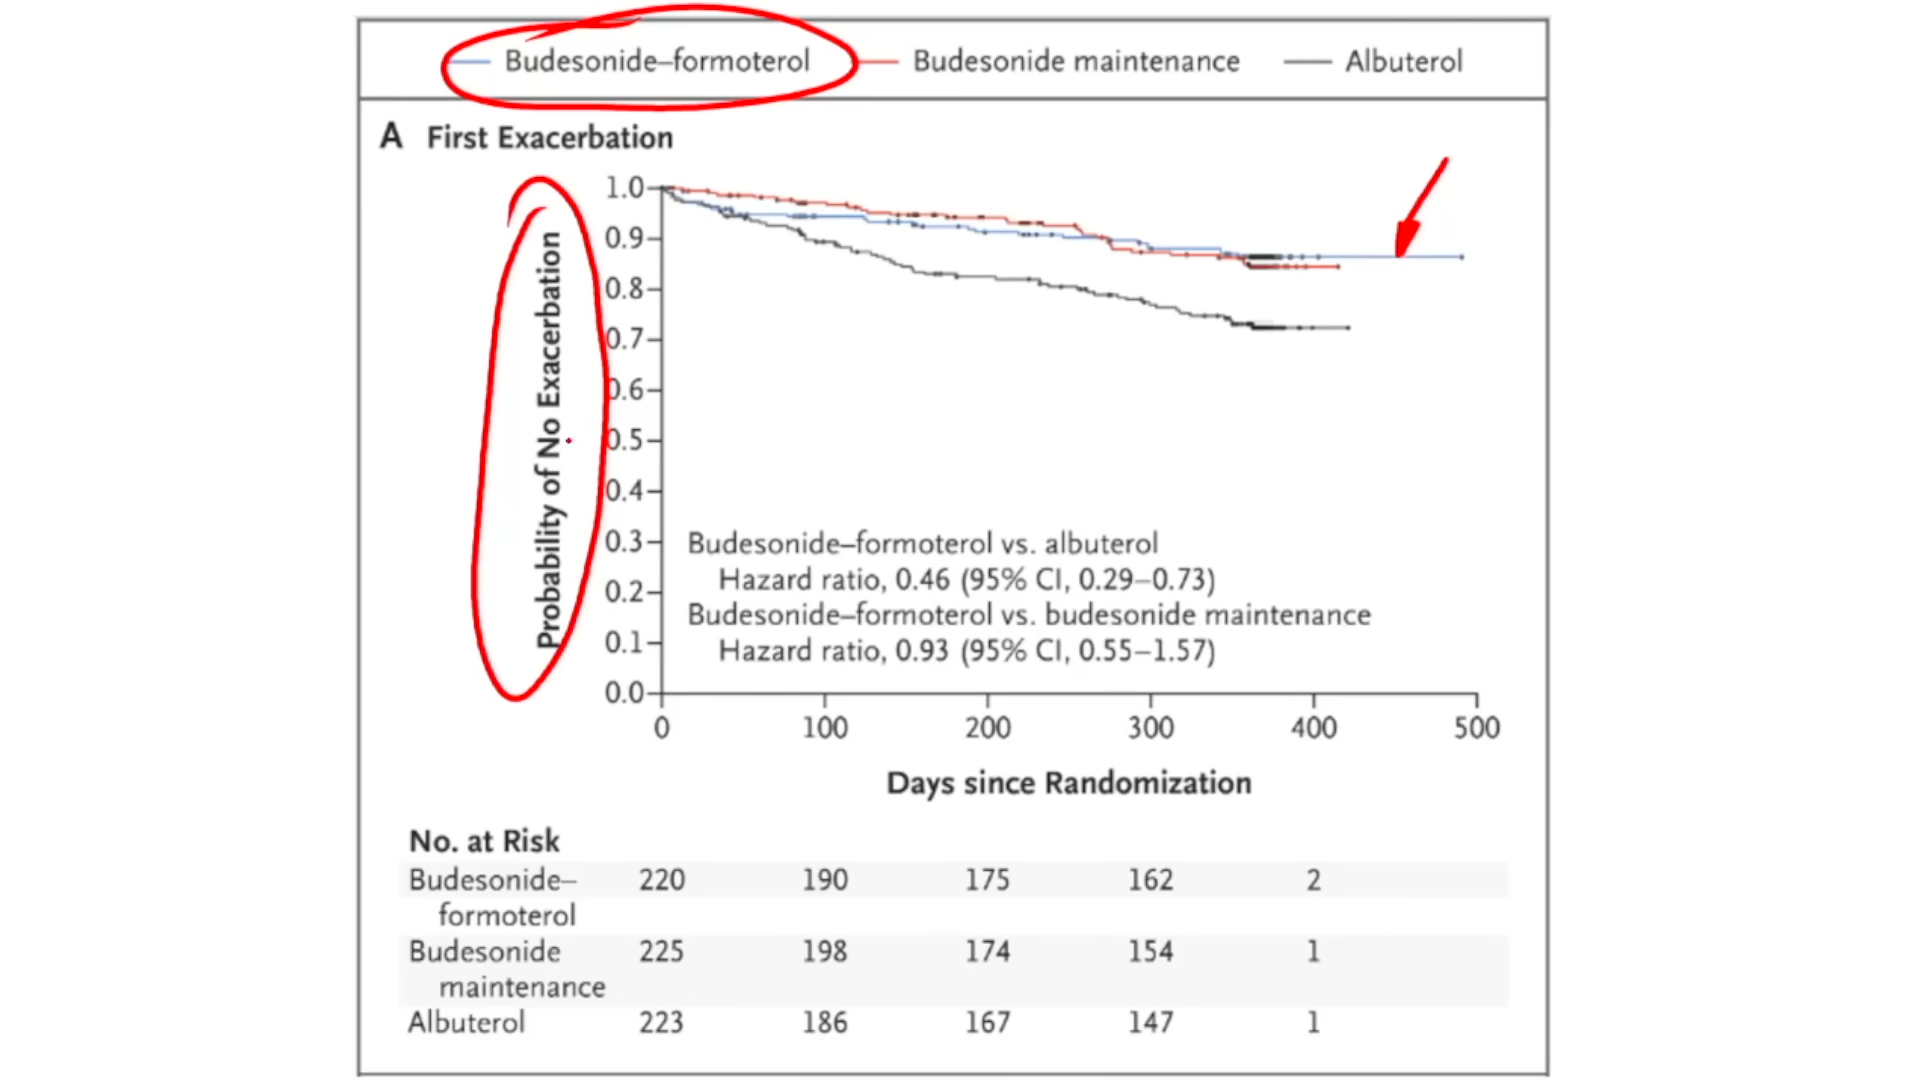 Budesonide–formoterol Budesonide maintenance Albuterol
A First Exacerbation
Probability of No Exacerbation
1.0
0.9
0.8
0.7
0.6
0.5
0.4
0.3
0.2
0.1
0.0
Budesonide–formoterol vs. albuterol
Hazard ratio, 0.46 (95% CI, 0.29–0.73)
Budesonide–formoterol vs. budesonide maintenance
Hazard ratio, 0.93 (95% CI, 0.55–1.57)
0 100 200 300 400 500
Days since Randomization
No. at Risk
Budesonide– 220 190 175 162 2
formoterol
Budesonide 225 198 174 154 1
maintenance
Albuterol 223 186 167 147 1